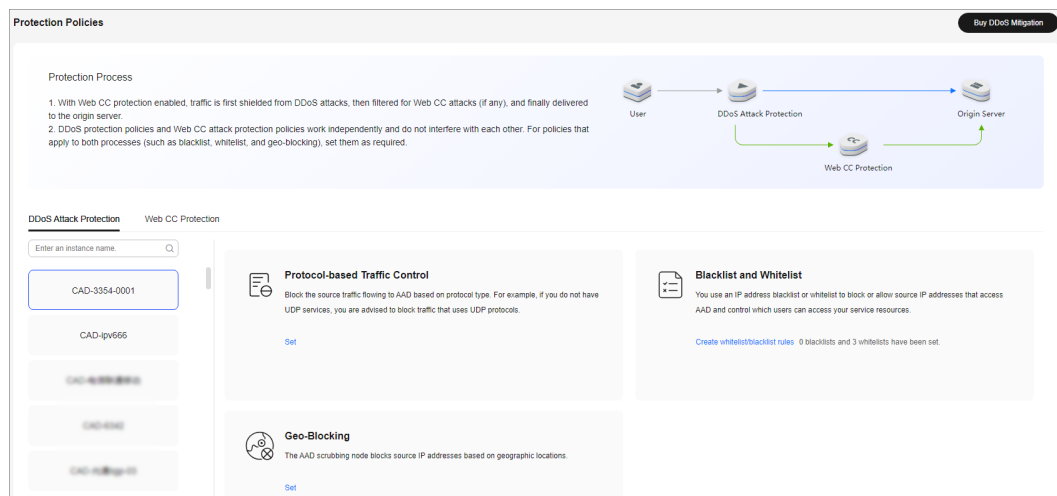 Protection Policies
Buy DDoS Mitigation
Protection Process
1. With Web CC protection enabled, traffic is first shielded from DDoS attacks, then filtered for Web CC attacks (if any), and finally delivered
to the origin server.
2. DDoS protection policies and Web CC attack protection policies work independently and do not interfere with each other. For policies that
apply to both processes (such as blacklist, whitelist, and geo-blocking), set them as required.
User
DDoS Attack Protection
Origin Server
Web CC Protection
DDoS Attack Protection
Web CC Protection
Enter an instance name.
CAD-3354-0001
CAD-ipv666
Protocol-based Traffic Control
Block the source traffic flowing to AAD based on protocol type. For example, if you do not have
UDP services, you are advised to block traffic that uses UDP protocols.
Set
Blacklist and Whitelist
You use an IP address blacklist or whitelist to block or allow source IP addresses that access
AAD and control which users can access your service resources.
Create whitelist/blacklist rules 0 blacklists and 3 whitelists have been set.
Geo-Blocking
The AAD scrubbing node blocks source IP addresses based on geographic locations.
Set